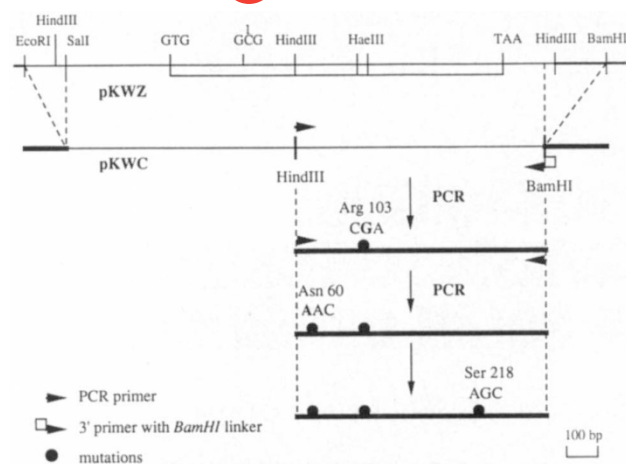 HindIII
EcoRI SalI GTG GCG HindIII HaeIII TAA HindIII BamHI
1
pKWZ
pKWC
HindIII BamHI
PCR
Arg 103
CGA
PCR
Asn 60
AAC
Ser 218
AGC
PCR primer
3' primer with BamHI linker
mutations
100 bp